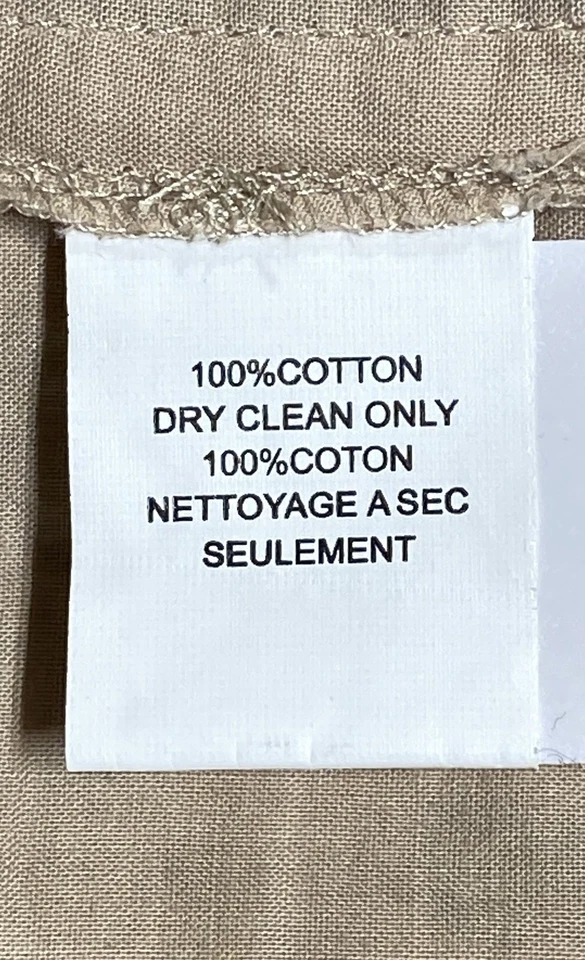 100%COTTON
DRY CLEAN ONLY
100%COTON
NETTOYAGE A SEC
SEULEMENT